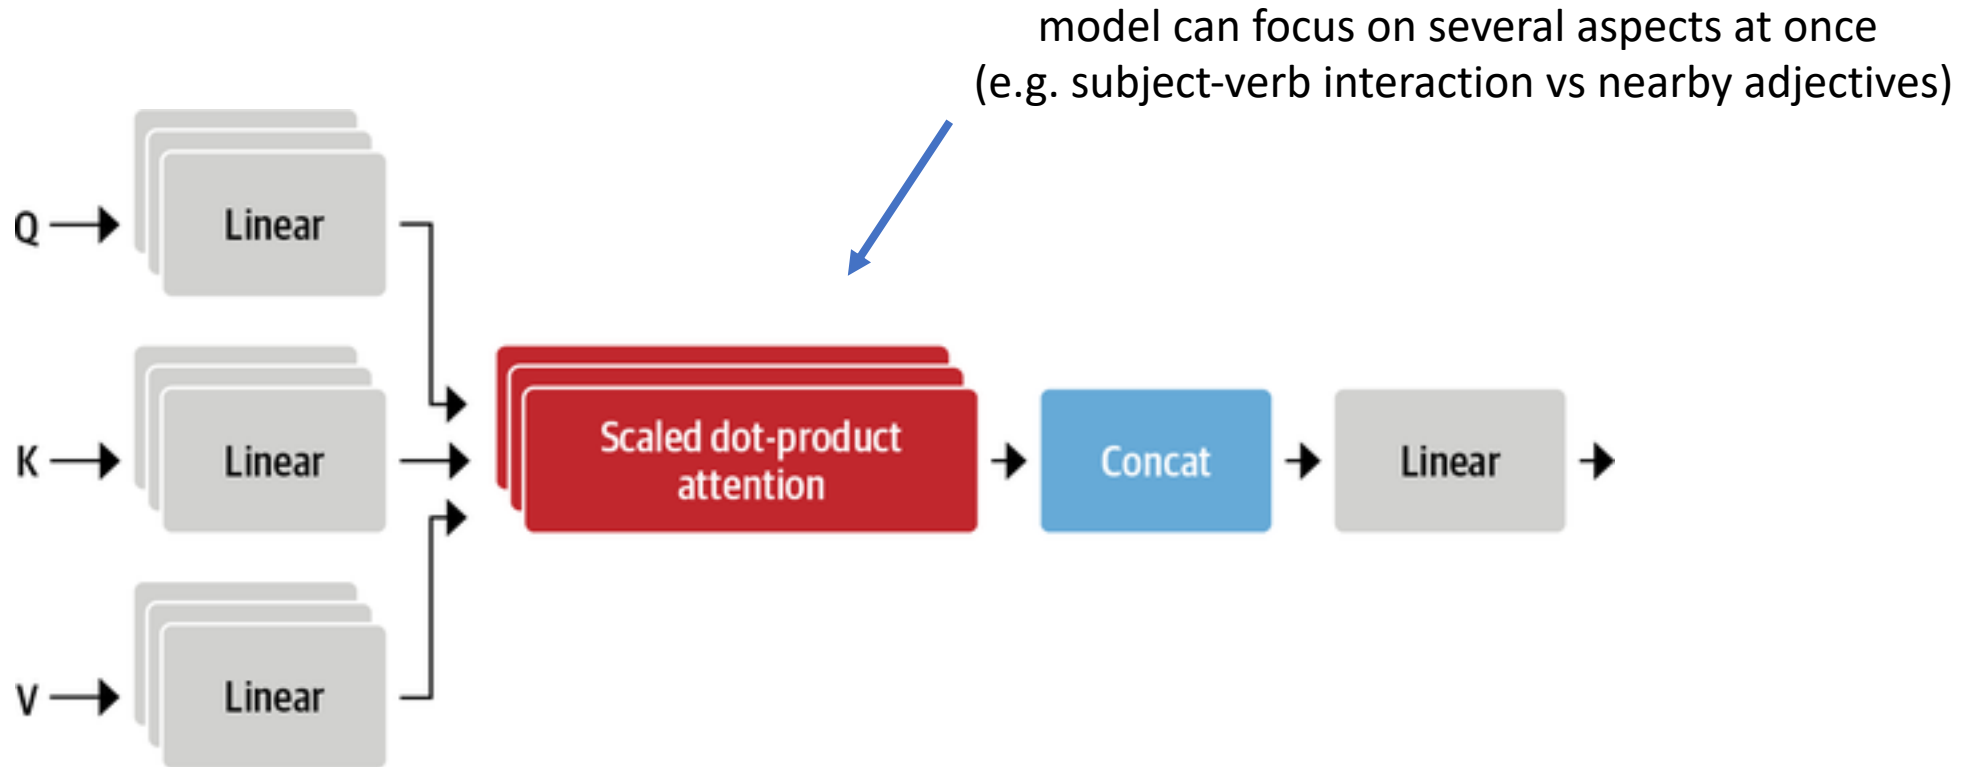 model can focus on several aspects at once
(e.g. subject-verb interaction vs nearby adjectives)
Q
Linear
K
Linear
V
Linear
Scaled dot-product
attention
Concat
Linear